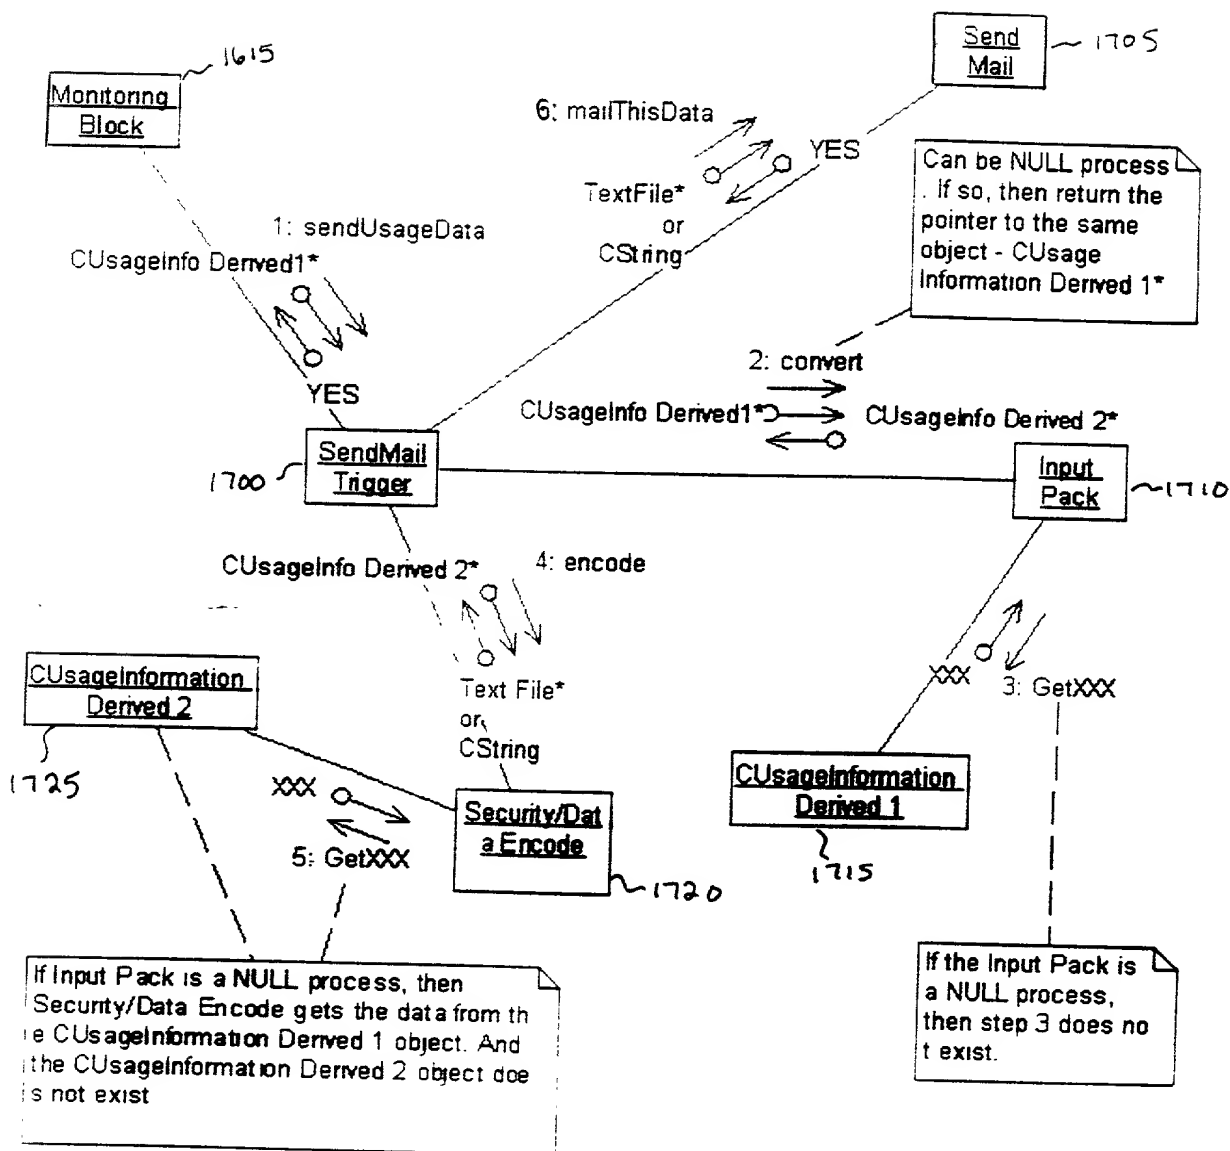 1615
Monitoring
Block
Send
Mail
1705
6: mailThisData
YES
TextFile*
or
CString
Can be NULL process
. If so, then return the
pointer to the same
object - CUsage
Information Derived 1*
1: sendUsageData
CUsageInfo Derived1*
YES
2: convert
CUsageInfo Derived1*
CUsageInfo Derived 2*
SendMail
Trigger
1700
Input
Pack
1710
CUsageInfo Derived 2*
4: encode
Text File*
or
CString
XXX
3: GetXXX
CUsageInformation
Derived 2
1725
XXX
5: GetXXX
Security/Dat
a Encode
1720
CUsageInformation
Derived 1
1715
If Input Pack is a NULL process, then
Security/Data Encode gets the data from th
e CUsageInformation Derived 1 object. And
the CUsageInformation Derived 2 object doe
s not exist
If the Input Pack is
a NULL process,
then step 3 does no
t exist.